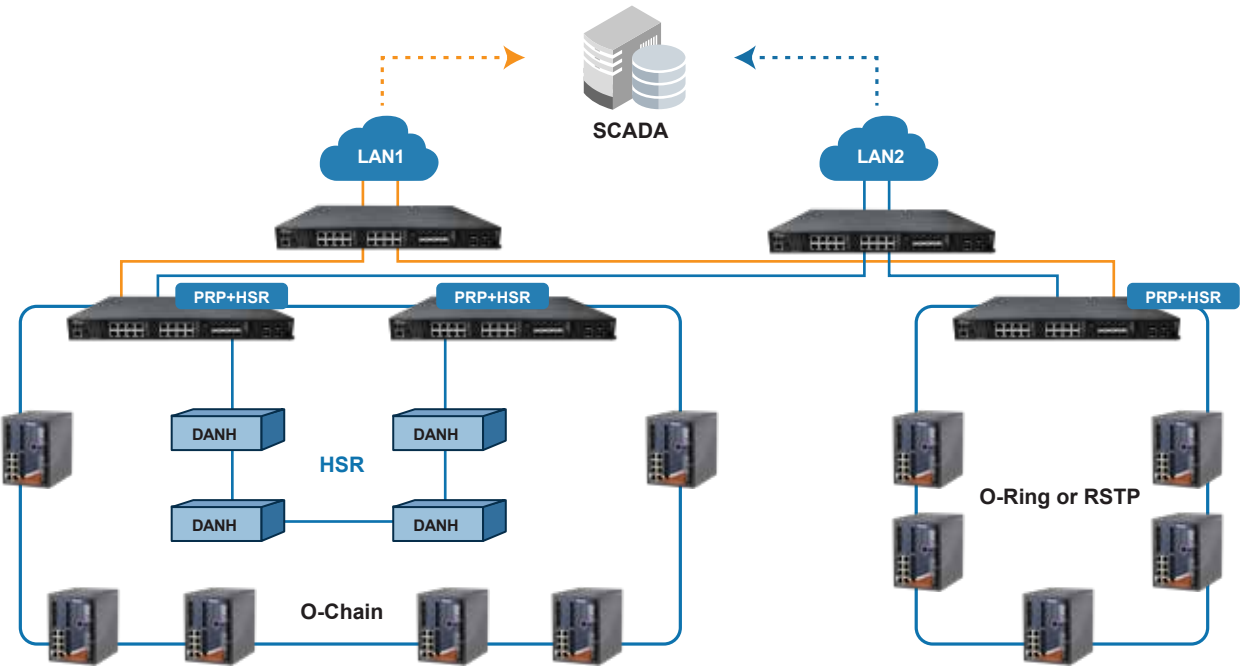 SCADA
LAN1
LAN2
PRP+HSR
PRP+HSR
PRP+HSR
DANH
DANH
HSR
DANH
DANH
O-Ring or RSTP
O-Chain